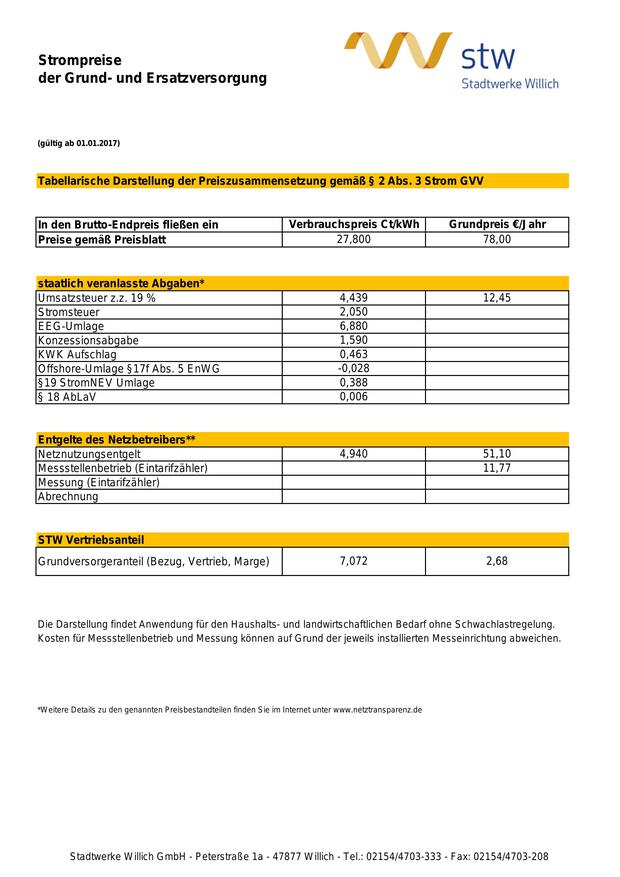 Strompreise
der Grund- und Ersatzversorgung
stw
Stadtwerke Willich
(gültig ab 01.01.2017)
Tabellarische Darstellung der Preiszusammensetzung gemäß § 2 Abs. 3 Strom GVV
In den Brutto-Endpreis fließen ein Verbrauchspreis Ct/kWh Grundpreis €/Jahr
Preise gemäß Preisblatt 27,800 78,00
staatlich veranlasste Abgaben*
Umsatzsteuer z.z. 19 % 4,439 12,45
Stromsteuer 2,050
EEG-Umlage 6,880
Konzessionsabgabe 1,590
KWK Aufschlag 0,463
Offshore-Umlage §17f Abs. 5 EnWG -0,028
§19 StromNEV Umlage 0,388
§ 18 AbLaV 0,006
Entgelte des Netzbetreibers**
Netznutzungsentgelt 4,940 51,10
Messstellenbetrieb (Eintarifzähler) 11,77
Messung (Eintarifzähler)
Abrechnung
STW Vertriebsanteil
Grundversorgeranteil (Bezug, Vertrieb, Marge) 7,072 2,68
Die Darstellung findet Anwendung für den Haushalts- und landwirtschaftlichen Bedarf ohne Schwachlastregelung.
Kosten für Messstellenbetrieb und Messung können auf Grund der jeweils installierten Messeinrichtung abweichen.
*Weitere Details zu den genannten Preisbestandteilen finden Sie im Internet unter www.netztransparenz.de
Stadtwerke Willich GmbH - Peterstraße 1a - 47877 Willich - Tel.: 02154/4703-333 - Fax: 02154/4703-208